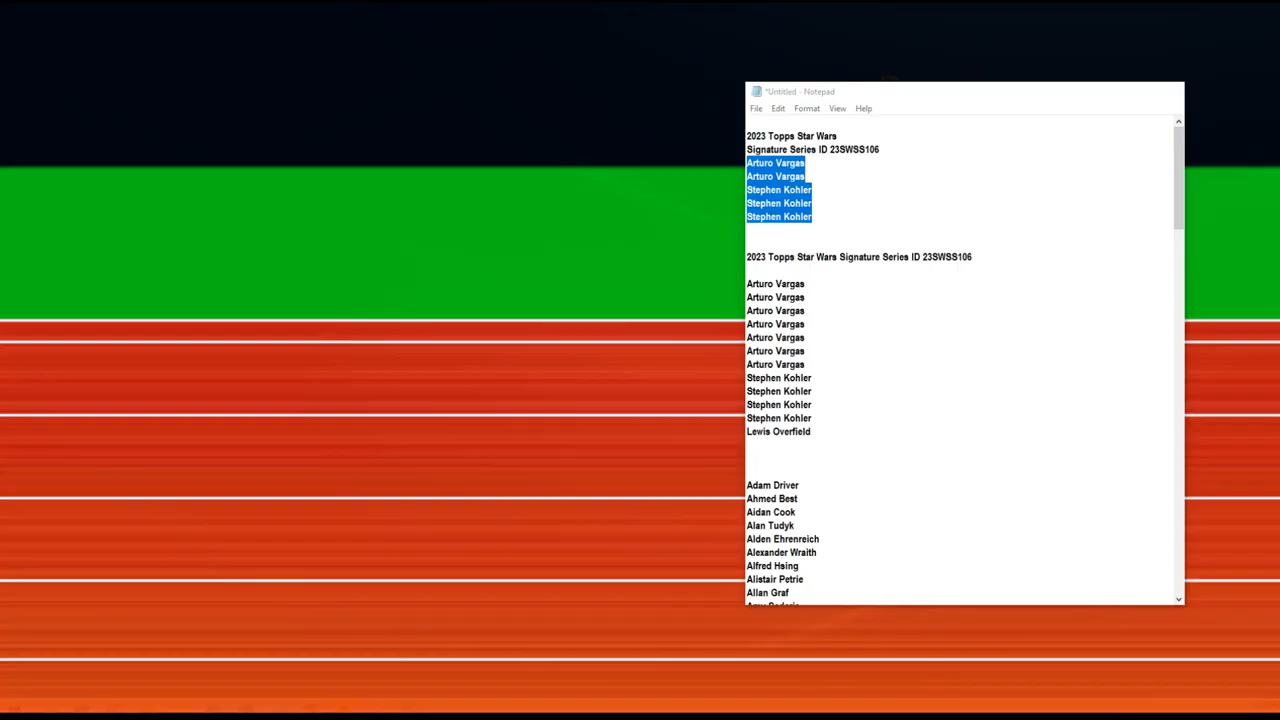 *Untitled - Notepad
File Edit Format View Help
2023 Topps Star Wars
Signature Series ID 23SWSS106
Arturo Vargas
Arturo Vargas
Stephen Kohler
Stephen Kohler
Stephen Kohler
2023 Topps Star Wars Signature Series ID 23SWSS106
Arturo Vargas
Arturo Vargas
Arturo Vargas
Arturo Vargas
Arturo Vargas
Arturo Vargas
Arturo Vargas
Stephen Kohler
Stephen Kohler
Stephen Kohler
Stephen Kohler
Lewis Overfield
Adam Driver
Ahmed Best
Aidan Cook
Alan Tudyk
Alden Ehrenreich
Alexander Wraith
Alfred Hsing
Alistair Petrie
Allan Graf